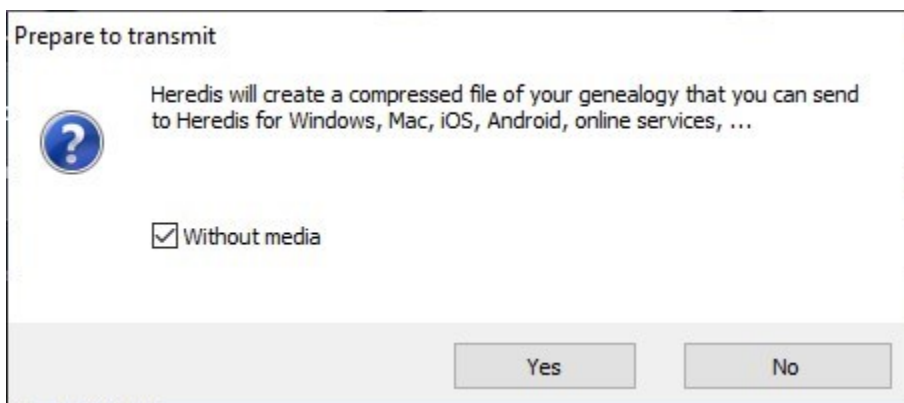 Prepare to transmit
Heredis will create a compressed file of your genealogy that you can send
to Heredis for Windows, Mac, iOS, Android, online services, ...
Without media
Yes
No